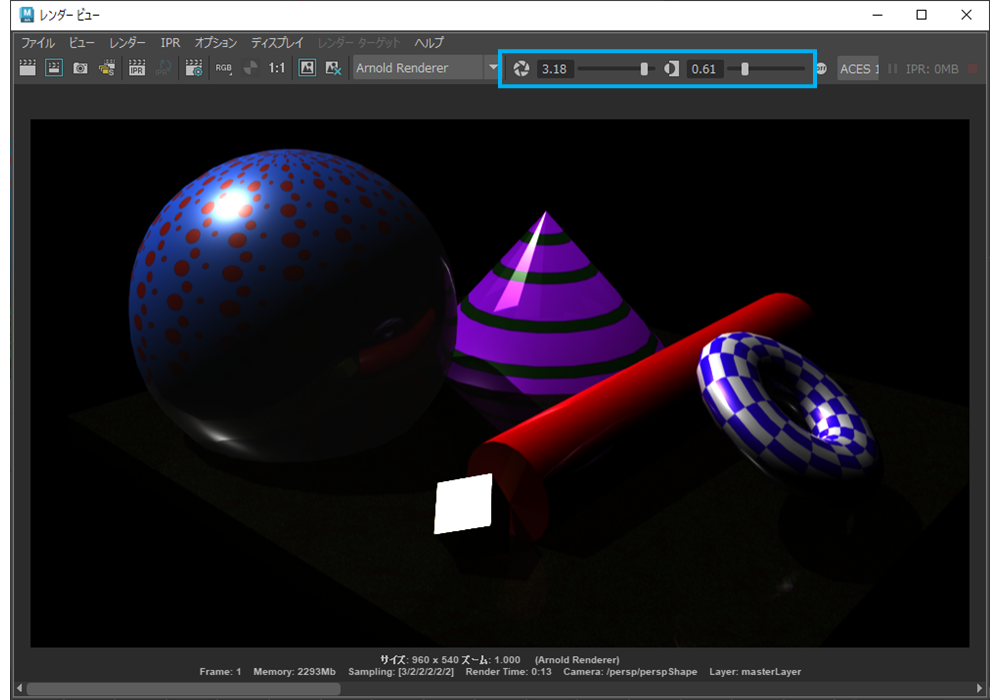 レンダー ビュー
ファイル ビュー レンダー IPR オプション ディスプレイ レンダー ターゲット ヘルプ
IPR RGB 1:1 Arnold Renderer 3.18 0.61 ACES 1 IPR: 0MB
サイズ: 960 x 540 ズーム: 1.000 (Arnold Renderer)
Frame: 1 Memory: 2293Mb Sampling: [3/2/2/2/2/2] Render Time: 0:13 Camera: /persp/perspShape Layer: masterLayer